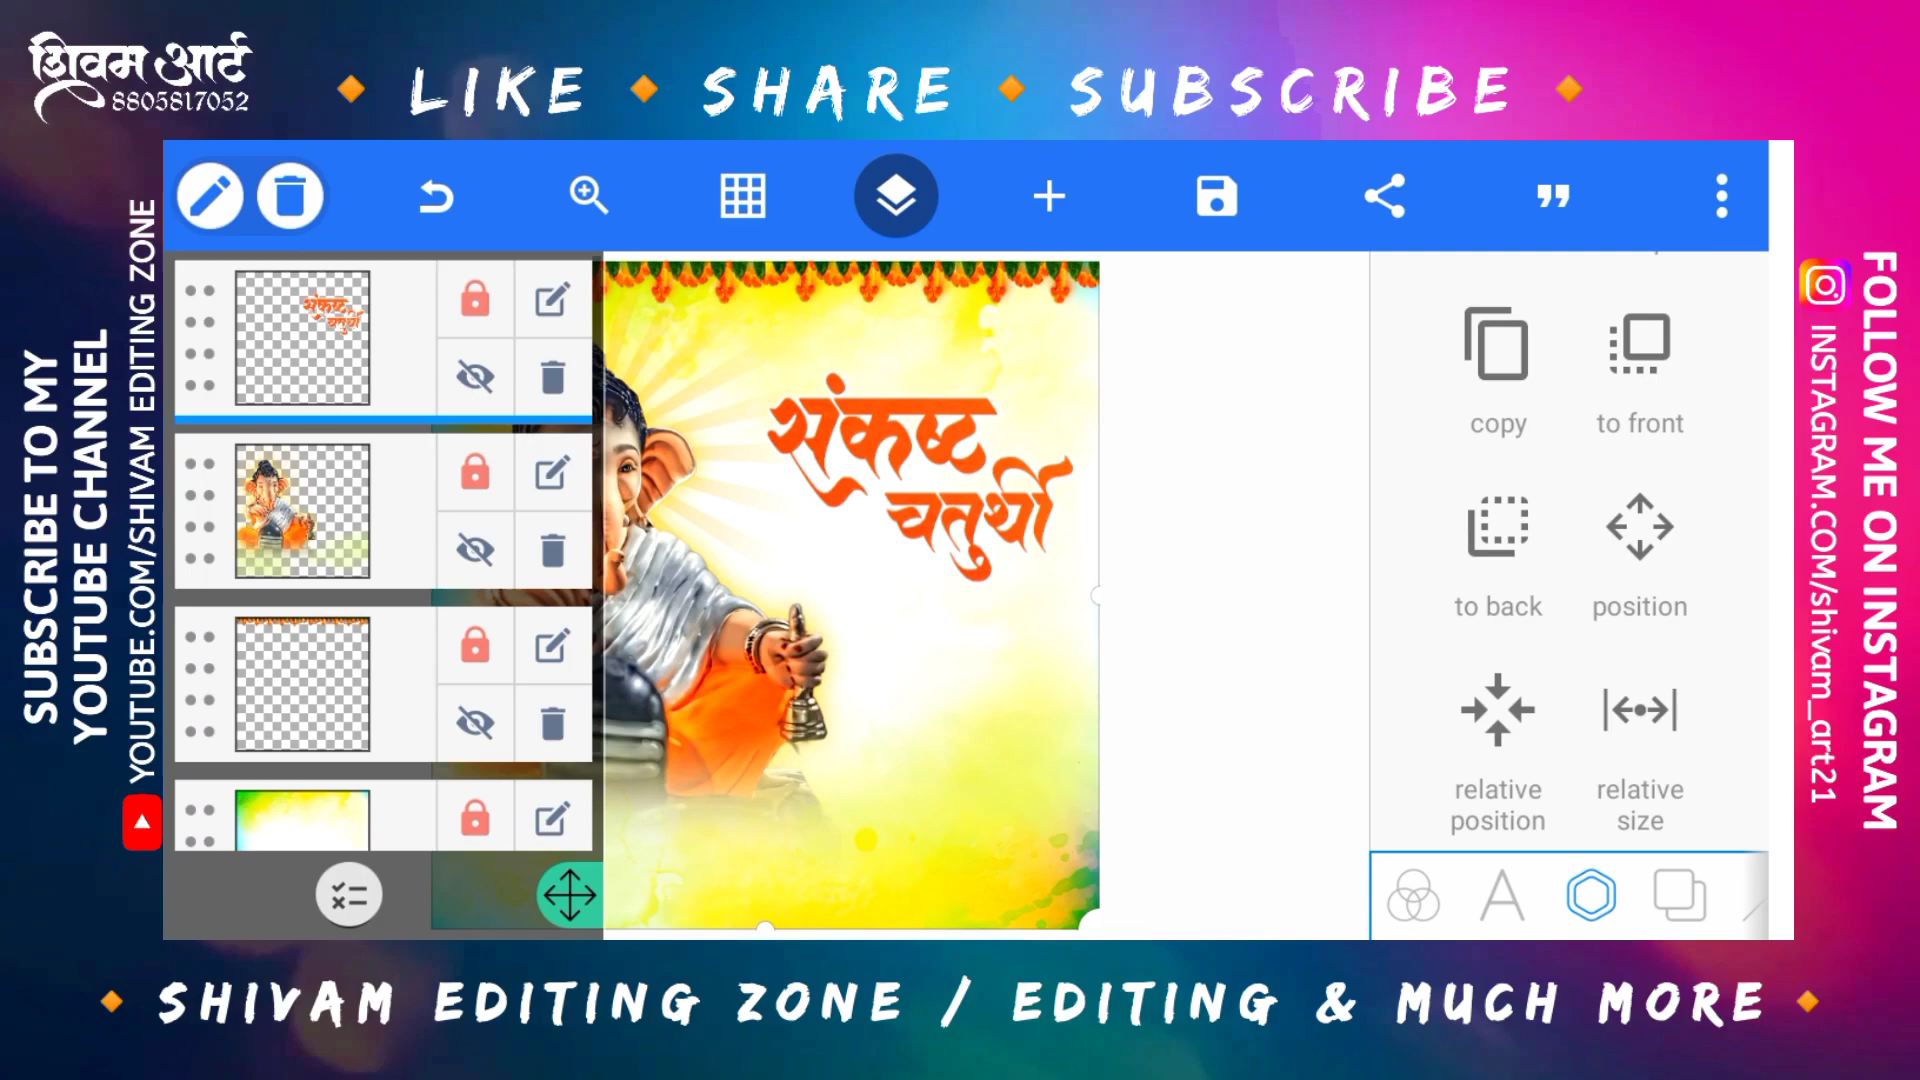 शिवम आर्ट
8805817052
LIKE SHARE SUBSCRIBE
SUBSCRIBE TO MY
YOUTUBE CHANNEL
YOUTUBE.COM/SHIVAM EDITING ZONE
संकष्ट
चतुर्थी
संकष्ट
चतुर्थी
copy
to front
to back
position
relative
position
relative
size
FOLLOW ME ON INSTAGRAM
INSTAGRAM.COM/shivam_art21
SHIVAM EDITING ZONE / EDITING & MUCH MORE